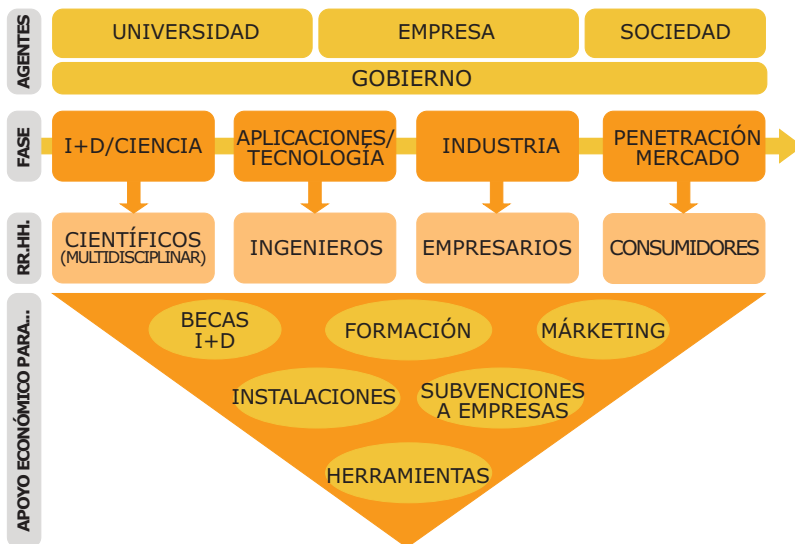 AGENTES
UNIVERSIDAD
EMPRESA
SOCIEDAD
GOBIERNO
FASE
I+D/CIENCIA
APLICACIONES/
TECNOLOGÍA
INDUSTRIA
PENETRACIÓN
MERCADO
RR.HH.
CIENTÍFICOS
(MULTIDISCIPLINAR)
INGENIEROS
EMPRESARIOS
CONSUMIDORES
APOYO ECONÓMICO PARA...
BECAS
I+D
FORMACIÓN
MÁRKETING
INSTALACIONES
SUBVENCIONES
A EMPRESAS
HERRAMIENTAS